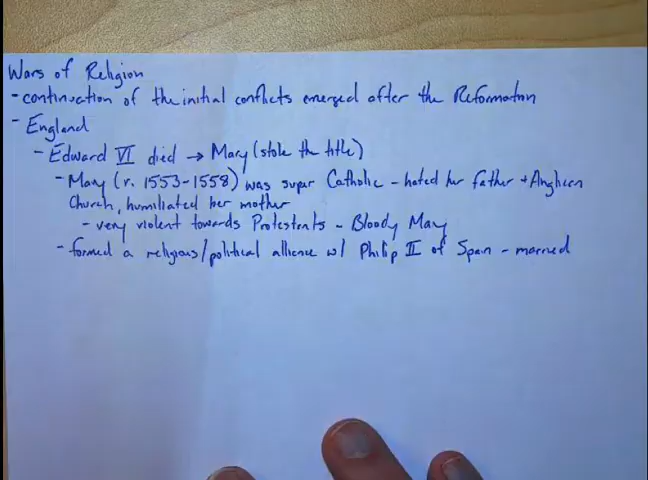 Wars of Religion
- continuation of the initial conflicts emerged after the Reformation
- England
- Edward VI died → Mary (stole the title)
- Mary (r. 1553-1558) was super Catholic - hated her father + Anglican
Church, humiliated her mother
- very violent towards Protestants - Bloody Mary
- formed a religious/political alliance w/ Philip II of Spain - married